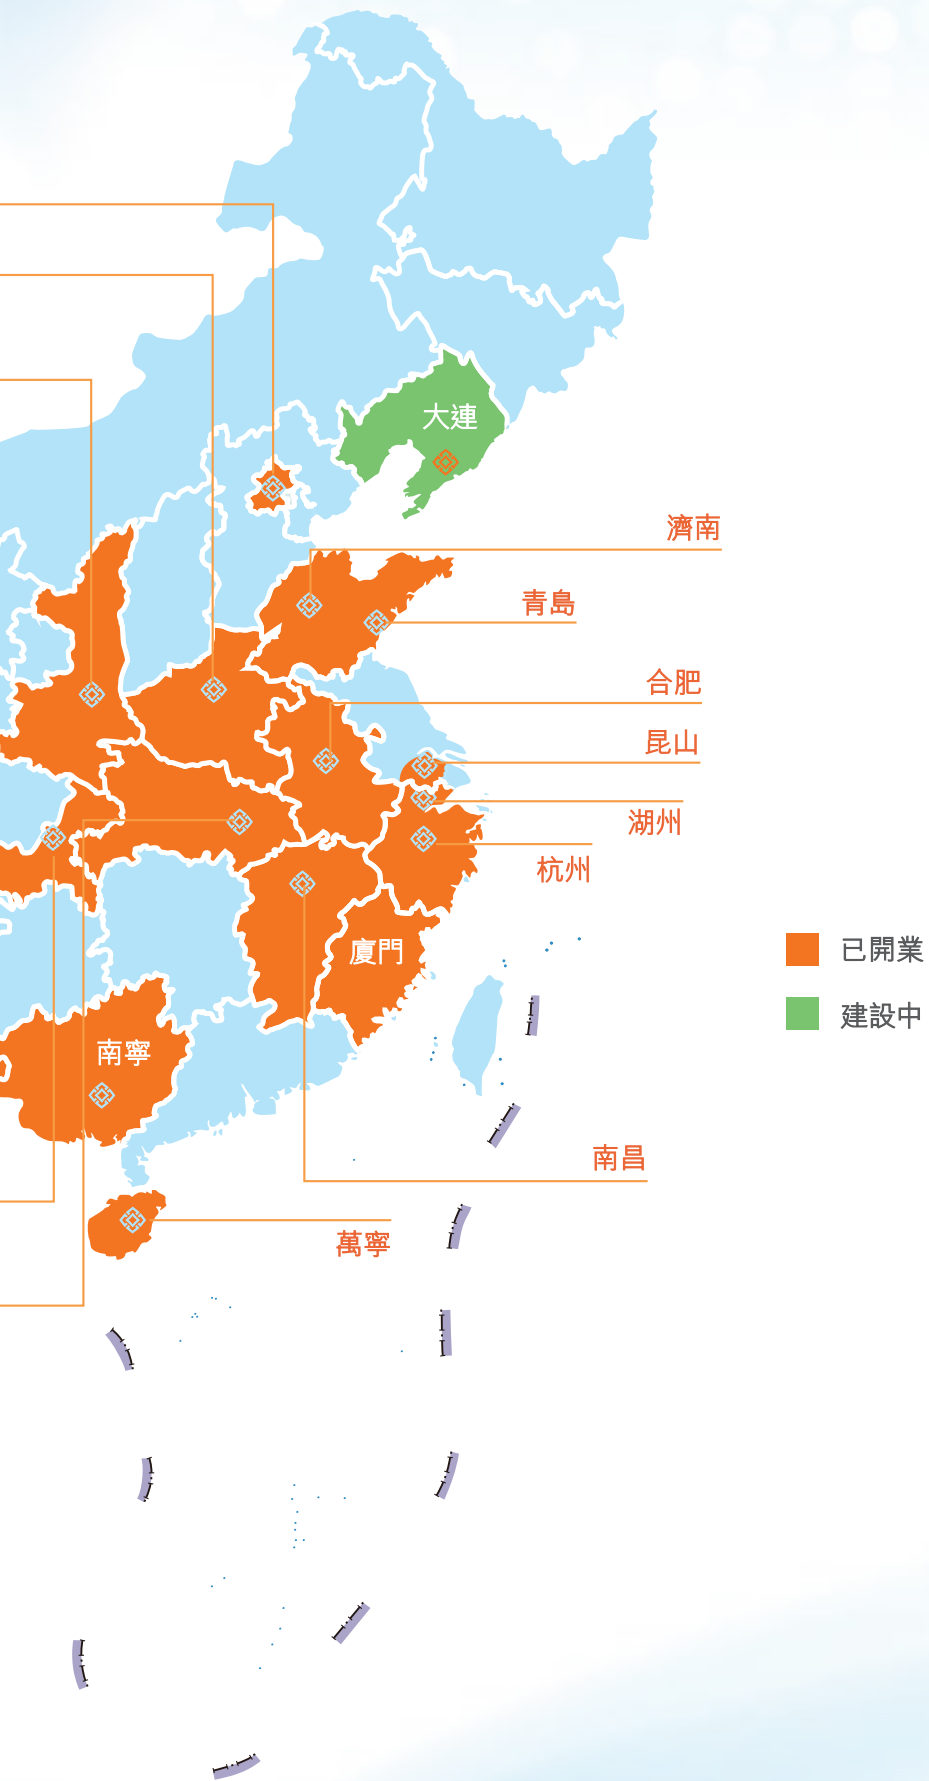 大連
濟南
青島
合肥
昆山
湖州
杭州
已開業
廈門
建設中
南寧
南昌
萬寧